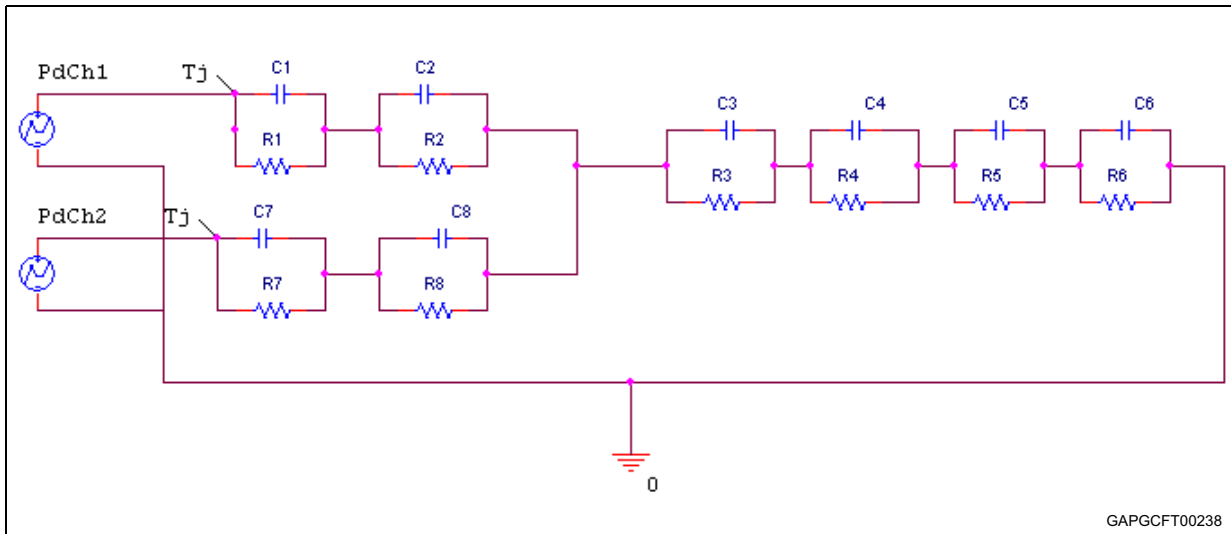 PdCh1
Tj
C1
C2
R1
R2
C3
C4
C5
C6
R3
R4
R5
R6
PdCh2
Tj
C7
C8
R7
R8
0
GAPGCFT00238